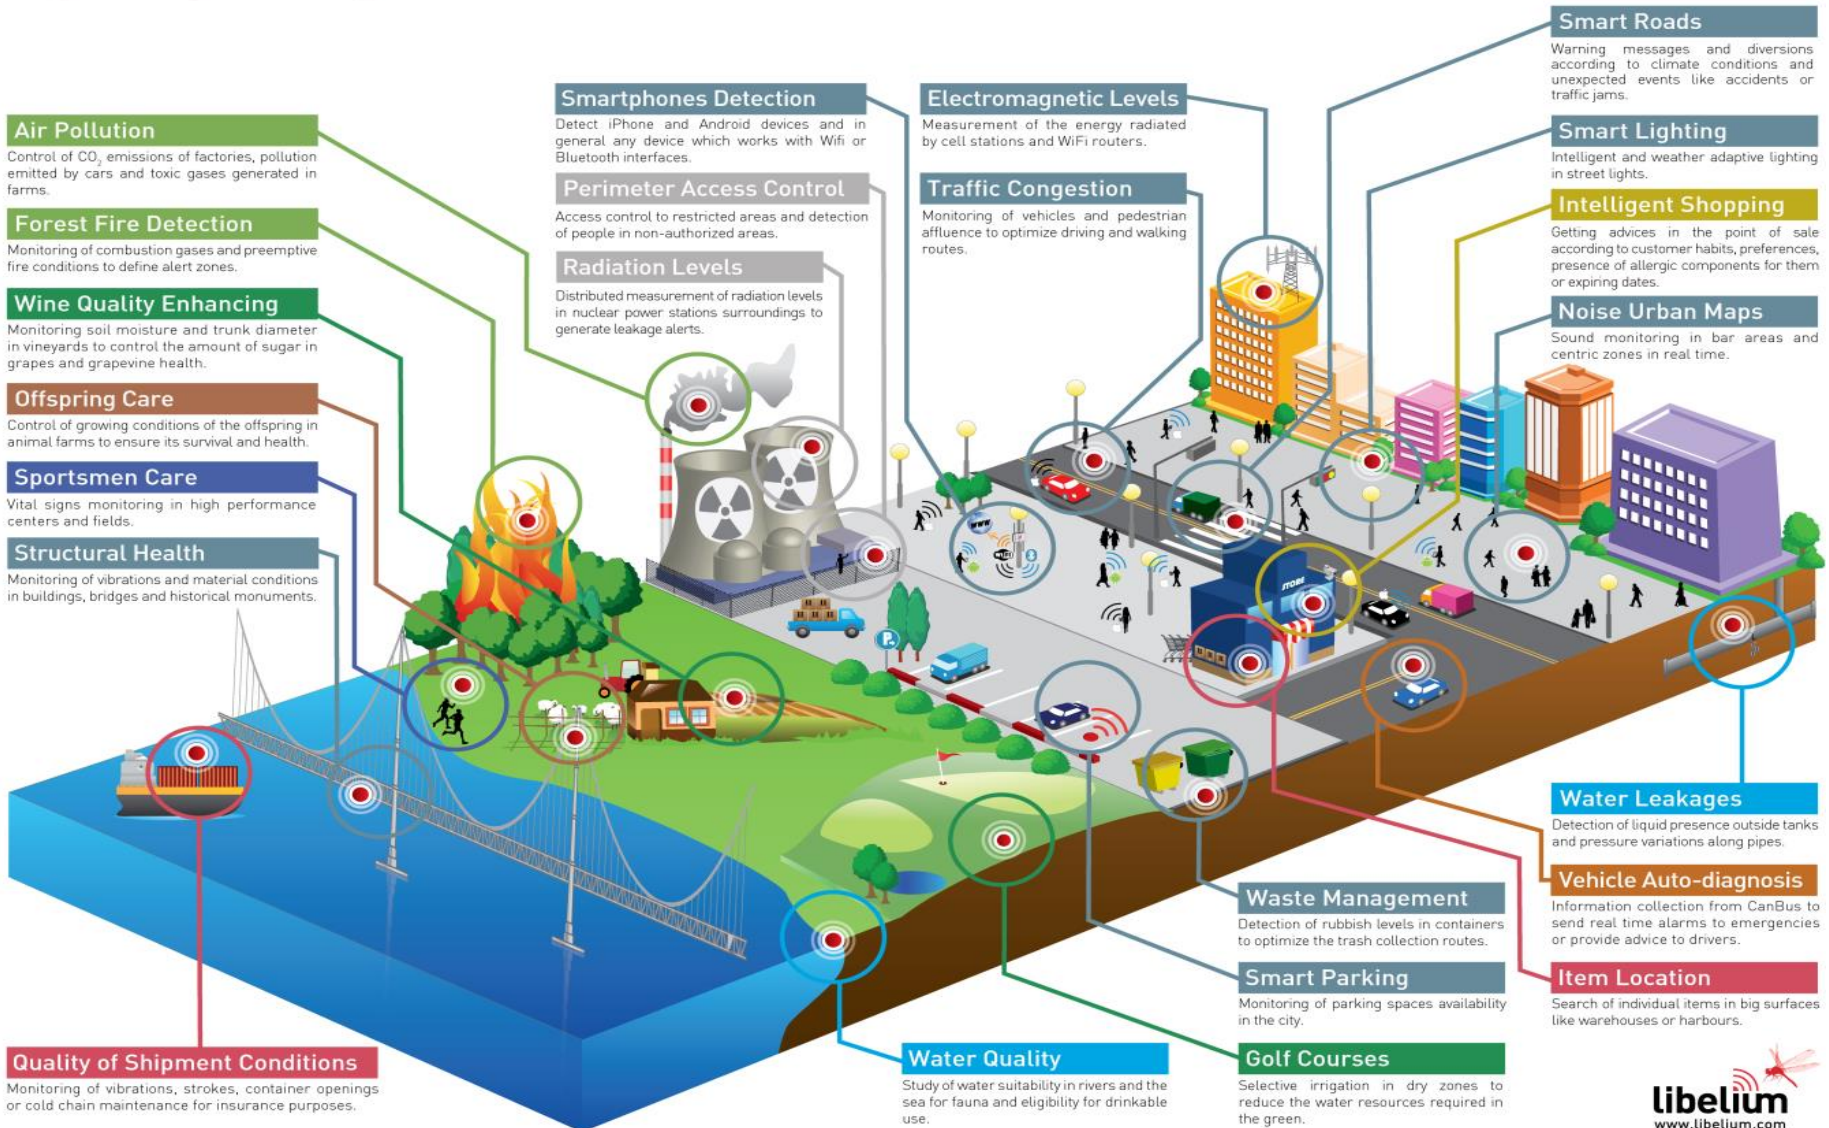 Air Pollution
Control of CO₂ emissions of factories, pollution
emitted by cars and toxic gases generated in
farms.
Forest Fire Detection
Monitoring of combustion gases and preemptive
fire conditions to define alert zones.
Wine Quality Enhancing
Monitoring soil moisture and trunk diameter
in vineyards to control the amount of sugar in
grapes and grapevine health.
Offspring Care
Control of growing conditions of the offspring in
animal farms to ensure its survival and health.
Sportsmen Care
Vital signs monitoring in high performance
centers and fields.
Structural Health
Monitoring of vibrations and material conditions
in buildings, bridges and historical monuments.
Quality of Shipment Conditions
Monitoring of vibrations, strokes, container openings
or cold chain maintenance for insurance purposes.
Smartphones Detection
Detect iPhone and Android devices and in
general any device which works with Wifi or
Bluetooth interfaces.
Perimeter Access Control
Access control to restricted areas and detection
of people in non-authorized areas.
Radiation Levels
Distributed measurement of radiation levels
in nuclear power stations surroundings to
generate leakage alerts.
Electromagnetic Levels
Measurement of the energy radiated
by cell stations and WiFi routers.
Traffic Congestion
Monitoring of vehicles and pedestrian
affluence to optimize driving and walking
routes.
Smart Roads
Warning messages and diversions
according to climate conditions and
unexpected events like accidents or
traffic jams.
Smart Lighting
Intelligent and weather adaptive lighting
in street lights.
Intelligent Shopping
Getting advices in the point of sale
according to customer habits, preferences,
presence of allergic components for them
or expiring dates.
Noise Urban Maps
Sound monitoring in bar areas and
centric zones in real time.
www
WiFi
STORE
P
Water Leakages
Detection of liquid presence outside tanks
and pressure variations along pipes.
Vehicle Auto-diagnosis
Information collection from CanBus to
send real time alarms to emergencies
or provide advice to drivers.
Item Location
Search of individual items in big surfaces
like warehouses or harbours.
Waste Management
Detection of rubbish levels in containers
to optimize the trash collection routes.
Smart Parking
Monitoring of parking spaces availability
in the city.
Golf Courses
Selective irrigation in dry zones to
reduce the water resources required in
the green.
Water Quality
Study of water suitability in rivers and the
sea for fauna and eligibility for drinkable
use.
libelium
www.libelium.com